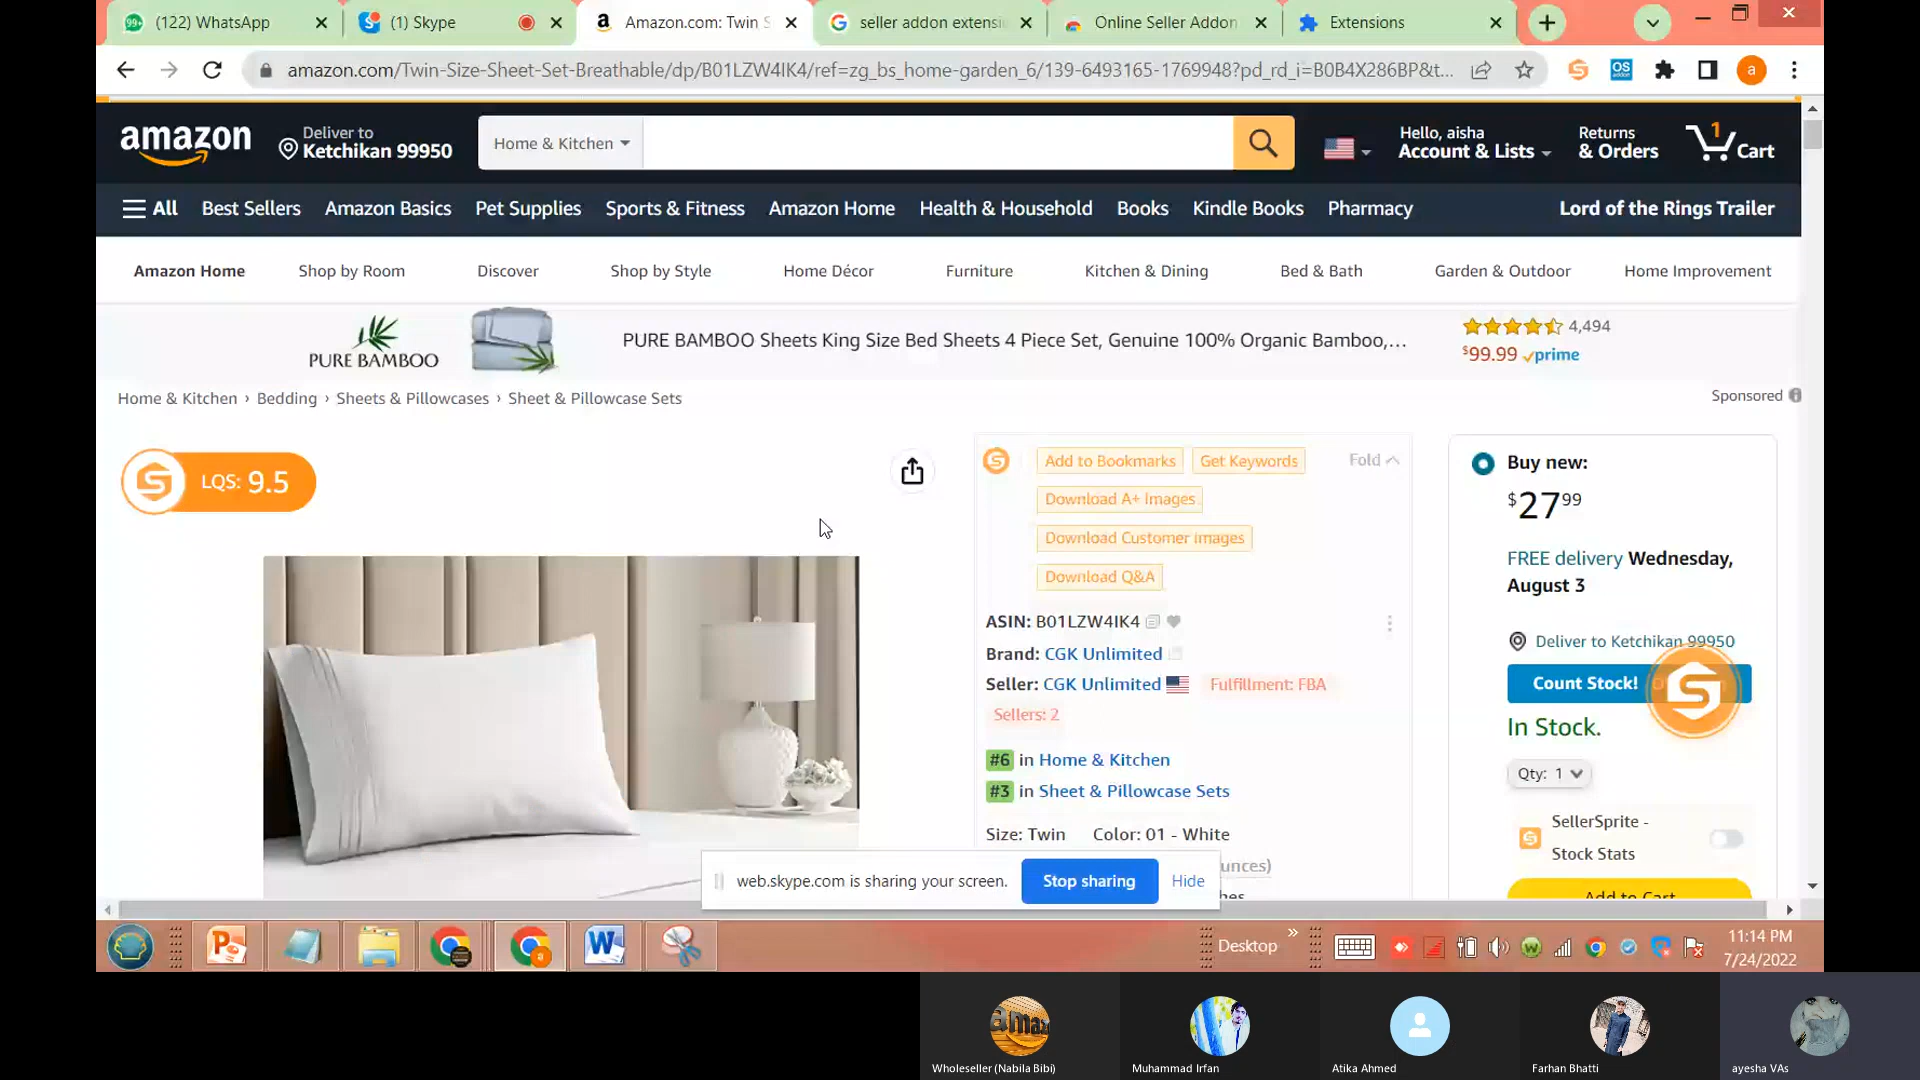 (122) WhatsApp
(1) Skype
Amazon.com: Twin S
seller addon extensi
Online Seller Addon
Extensions
amazon.com/Twin-Size-Sheet-Set-Breathable/dp/B01LZW4IK4/ref=zg_bs_home-garden_6/139-6493165-1769948?pd_rd_i=B0B4X286BP&t...
OS
a
amazon
Deliver to
Ketchikan 99950
Home & Kitchen
Hello, aisha
Account & Lists
Returns
& Orders
1
Cart
All
Best Sellers
Amazon Basics
Pet Supplies
Sports & Fitness
Amazon Home
Health & Household
Books
Kindle Books
Pharmacy
Lord of the Rings Trailer
Amazon Home
Shop by Room
Discover
Shop by Style
Home Décor
Furniture
Kitchen & Dining
Bed & Bath
Garden & Outdoor
Home Improvement
PURE BAMBOO
PURE BAMBOO Sheets King Size Bed Sheets 4 Piece Set, Genuine 100% Organic Bamboo,...
4,494
$99.99 prime
Home & Kitchen › Bedding › Sheets & Pillowcases › Sheet & Pillowcase Sets
Sponsored
LQS: 9.5
Add to Bookmarks
Get Keywords
Fold
Download A+ Images
Download Customer Images
Download Q&A
ASIN: B01LZW4IK4
Brand: CGK Unlimited
Seller: CGK Unlimited
Fulfillment: FBA
Sellers: 2
#6 in Home & Kitchen
#3 in Sheet & Pillowcase Sets
Size: Twin
Color: 01 - White
unces)
hes
Buy new:
$27.99
FREE delivery Wednesday,
August 3
Deliver to Ketchikan 99950
Count Stock!
In Stock.
Qty: 1
SellerSprite -
Stock Stats
Add to Cart
web.skype.com is sharing your screen.
Stop sharing
Hide
Desktop
11:14 PM
7/24/2022
Wholeseller (Nabila Bibi)
Muhammad Irfan
Atika Ahmed
Farhan Bhatti
ayesha VAs